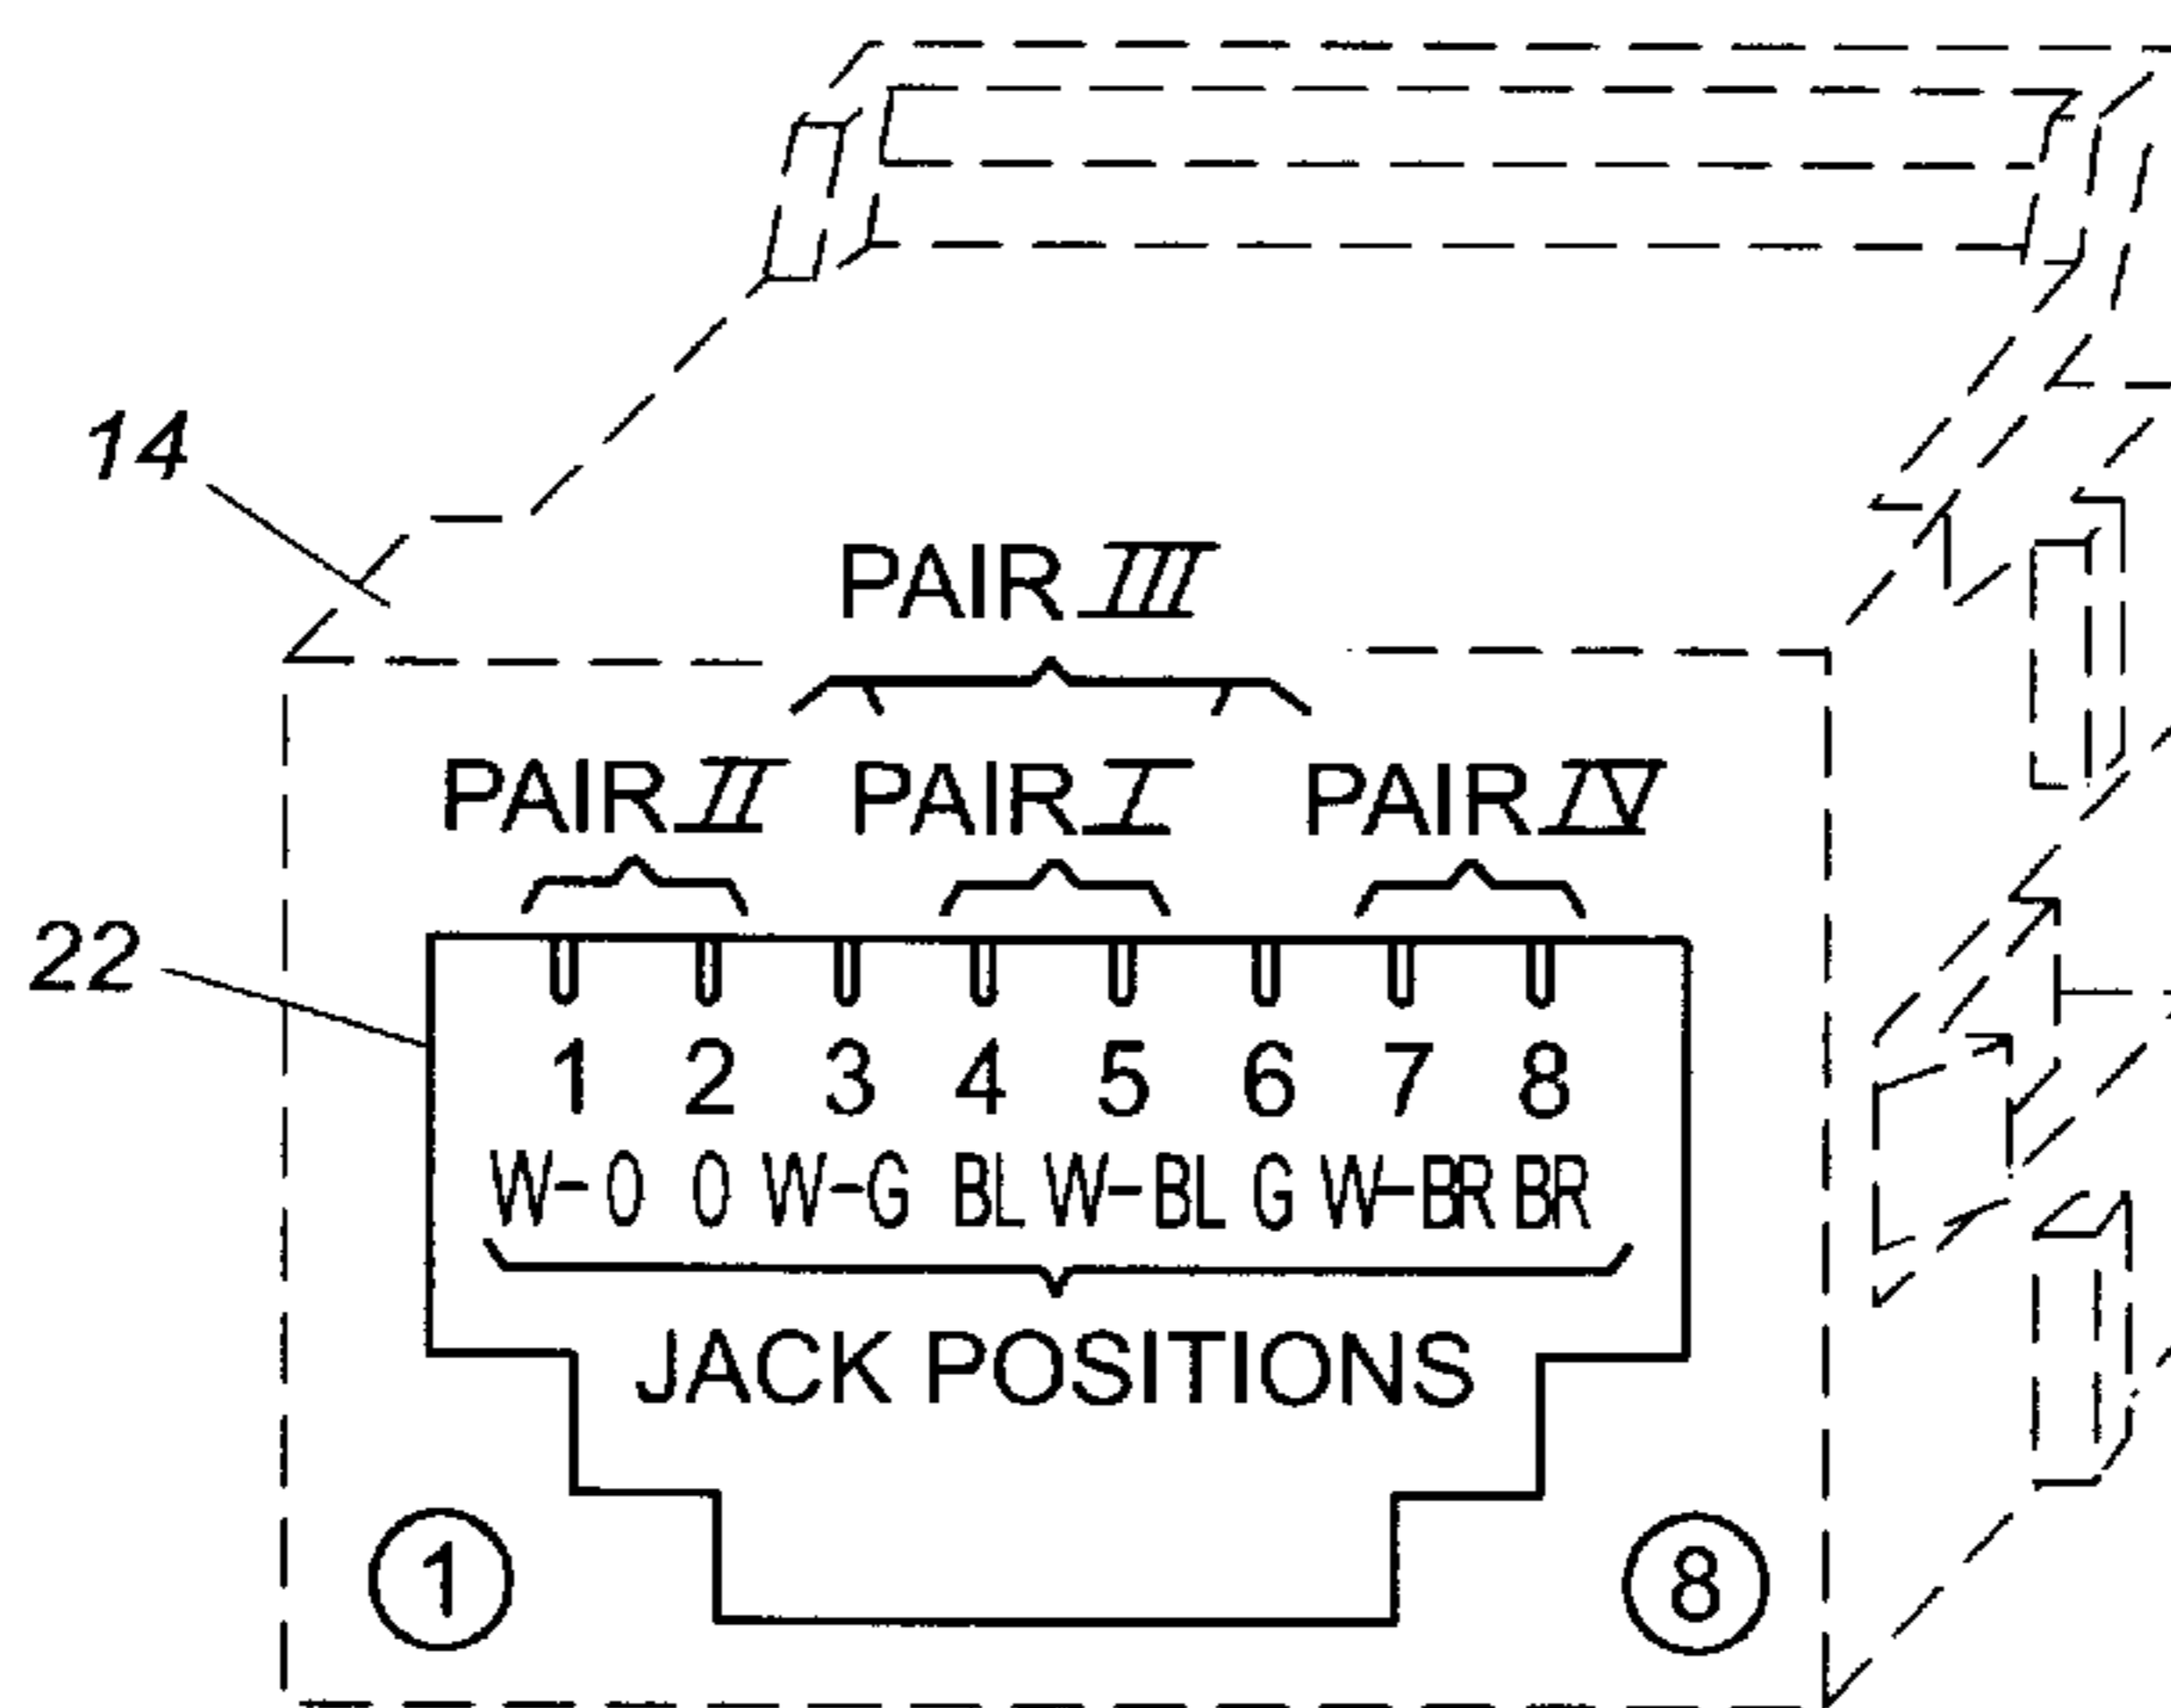 14
PAIR III
PAIR II PAIR I PAIR IV
22
1 2 3 4 5 6 7 8
W-O O W-G BL W-BL G W-BR BR
JACK POSITIONS
1 8